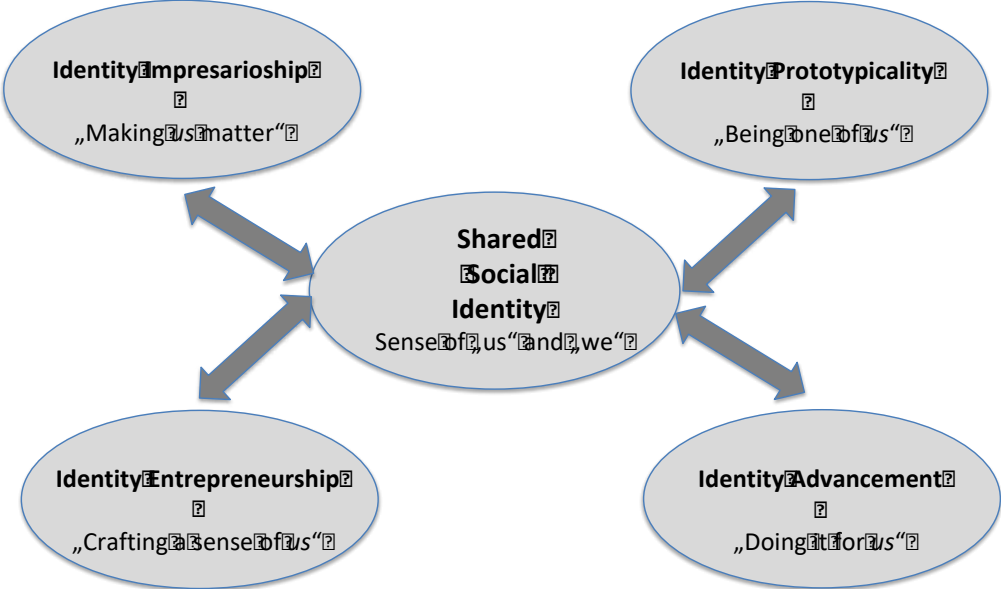 Identity Impresarioship
„Making us matter“
Identity Prototypicality
„Being one of us“
Shared
Social
Identity
Sense of „us“ and „we“
Identity Entrepreneurship
„Crafting a sense of us“
Identity Advancement
„Doing it for us“